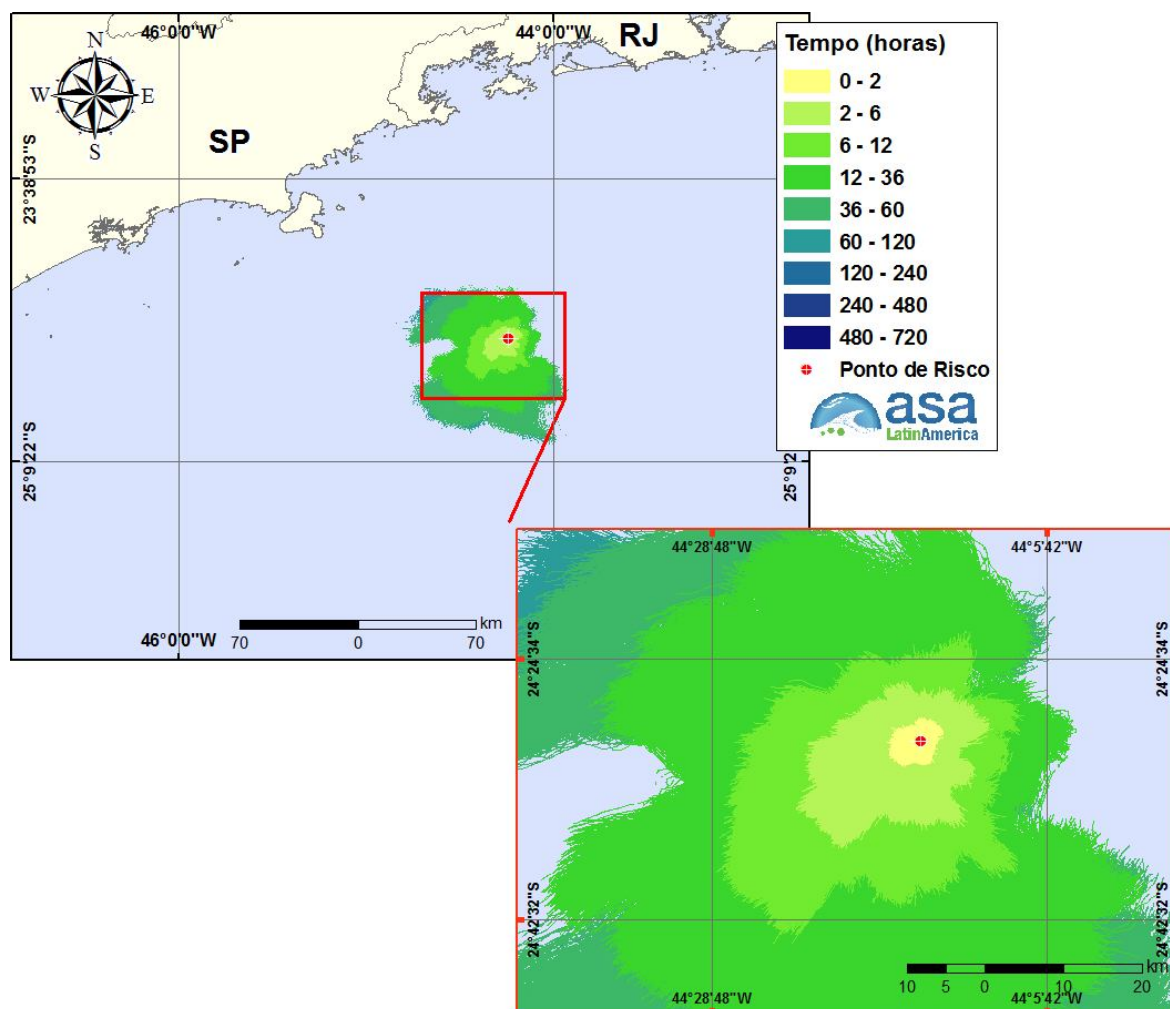 46°0'0"W
44°0'0"W
RJ
N
W
E
S
SP
23°38'53"S
25°9'22"S
25°9'2
46°0'0"W
70
0
70
km
Tempo (horas)
0 - 2
2 - 6
6 - 12
12 - 36
36 - 60
60 - 120
120 - 240
240 - 480
480 - 720
Ponto de Risco
asa
LatinAmerica
44°28'48"W
44°5'42"W
24°24'34"S
24°24'34"S
24°42'32"S
24°42'32"S
10
5
0
10
20
km
44°28'48"W
44°5'42"W